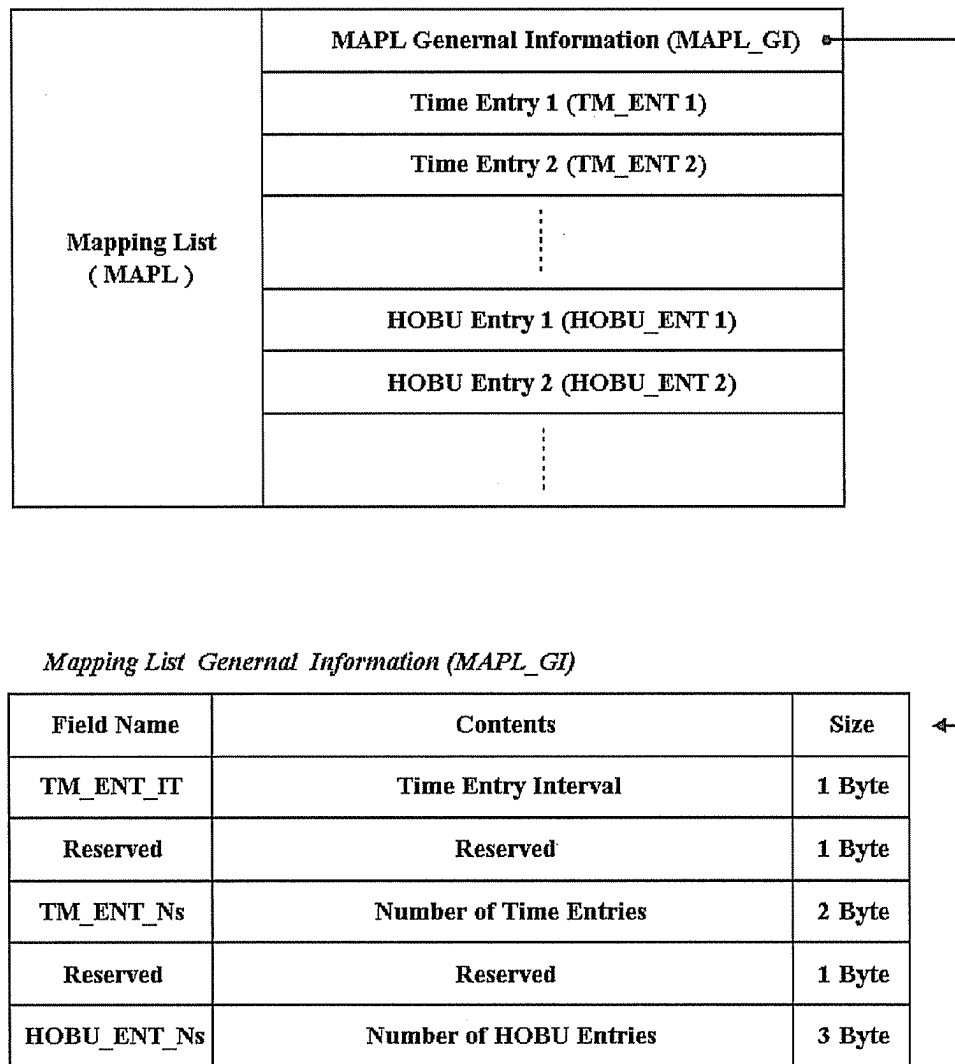 MAPL Genernal Information (MAPL_GI)
Time Entry 1 (TM_ENT 1)
Time Entry 2 (TM_ENT 2)
Mapping List
( MAPL )
HOBU Entry 1 (HOBU_ENT 1)
HOBU Entry 2 (HOBU_ENT 2)
Mapping List Genernal Information (MAPL_GI)
Field Name Contents Size
TM_ENT_IT Time Entry Interval 1 Byte
Reserved Reserved 1 Byte
TM_ENT_Ns Number of Time Entries 2 Byte
Reserved Reserved 1 Byte
HOBU_ENT_Ns Number of HOBU Entries 3 Byte